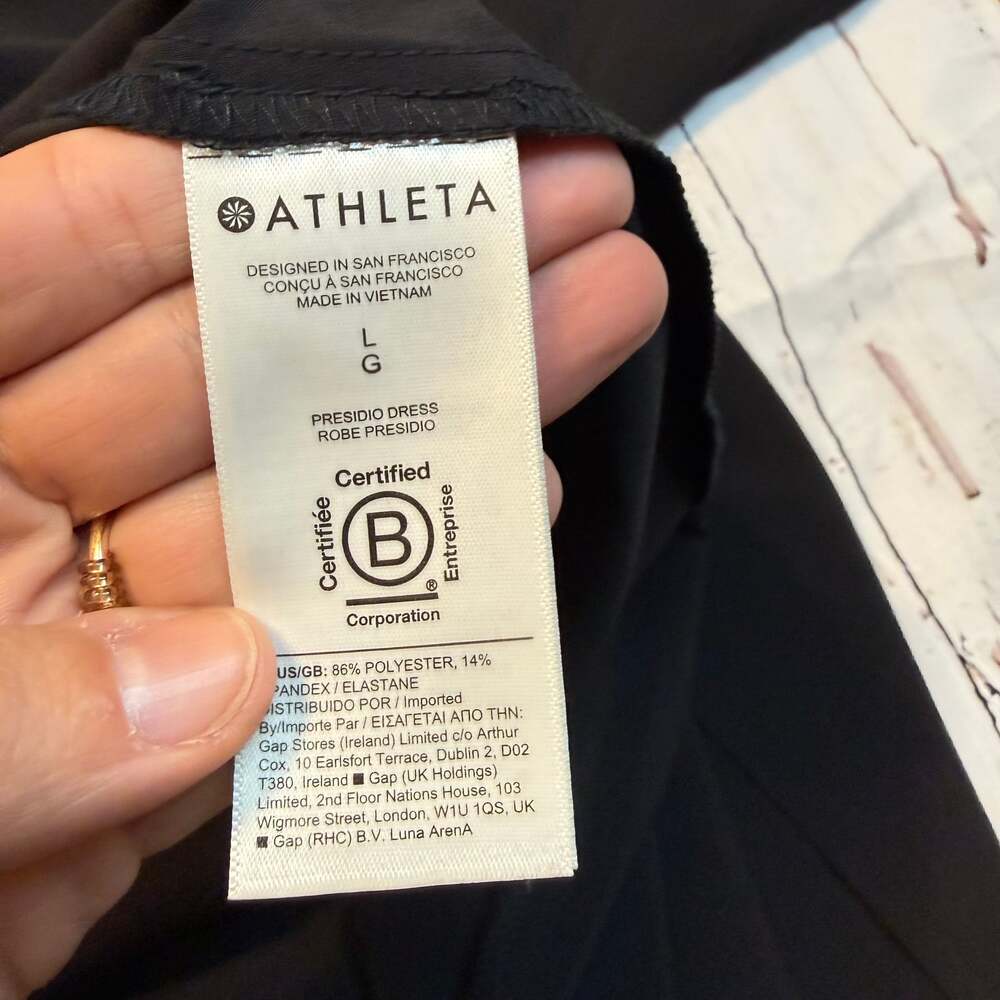 ATHLETA
DESIGNED IN SAN FRANCISCO
CONÇU À SAN FRANCISCO
MADE IN VIETNAM
L
G
PRESIDIO DRESS
ROBE PRESIDIO
Certified
Certifiée
B
Entreprise
®
Corporation
US/GB: 86% POLYESTER, 14%
PANDEX / ELASTANE
ISTRIBUIDO POR / Imported
By/Importe Par / ΕΙΣΑΓΕΤΑΙ ΑΠΟ ΤΗΝ:
Gap Stores (Ireland) Limited c/o Arthur
Cox, 10 Earlsfort Terrace, Dublin 2, D02
T380, Ireland ■ Gap (UK Holdings)
Limited, 2nd Floor Nations House, 103
Wigmore Street, London, W1U 1QS, UK
■ Gap (RHC) B.V. Luna ArenA